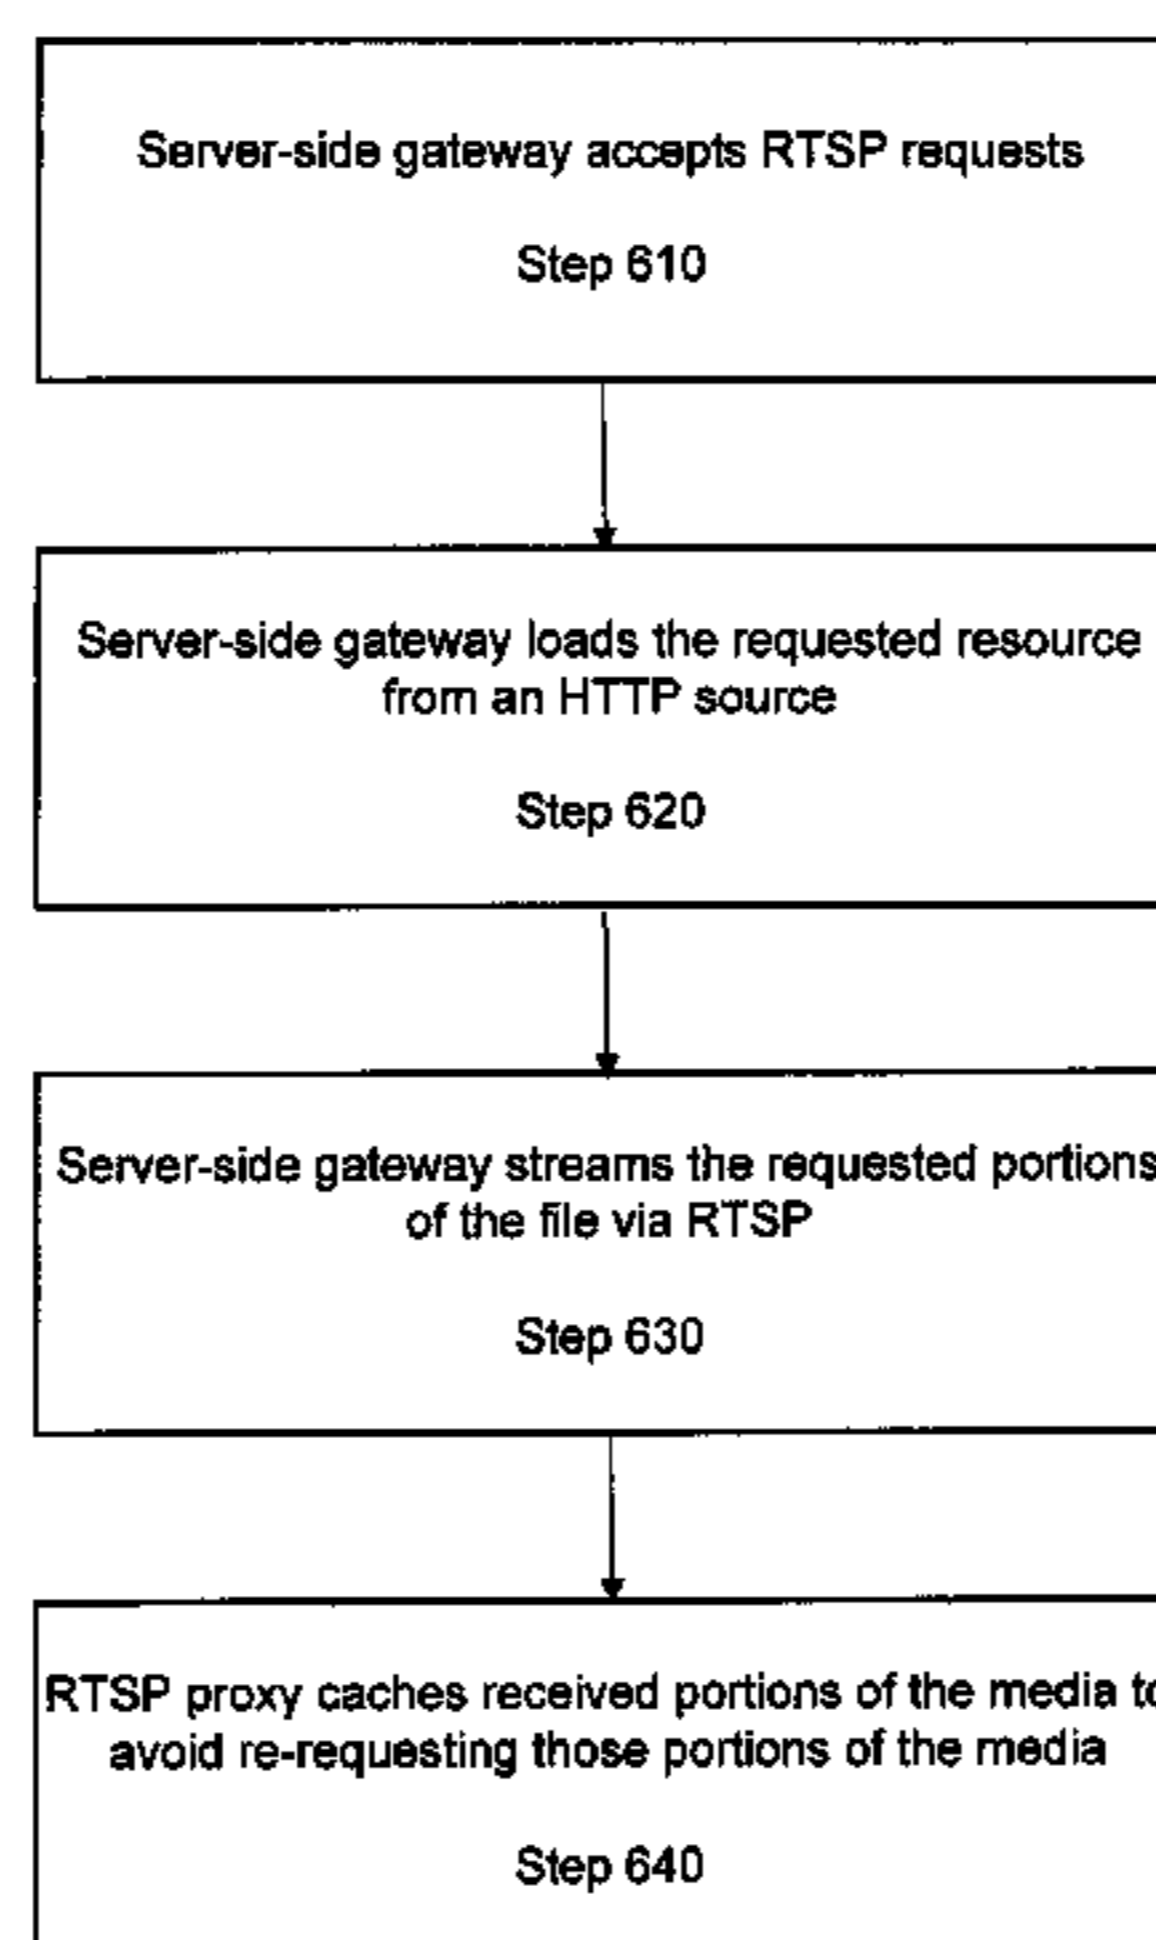 Server-side gateway accepts RTSP requests
Step 610
Server-side gateway loads the requested resource
from an HTTP source
Step 620
Server-side gateway streams the requested portions
of the file via RTSP
Step 630
RTSP proxy caches received portions of the media to
avoid re-requesting those portions of the media
Step 640